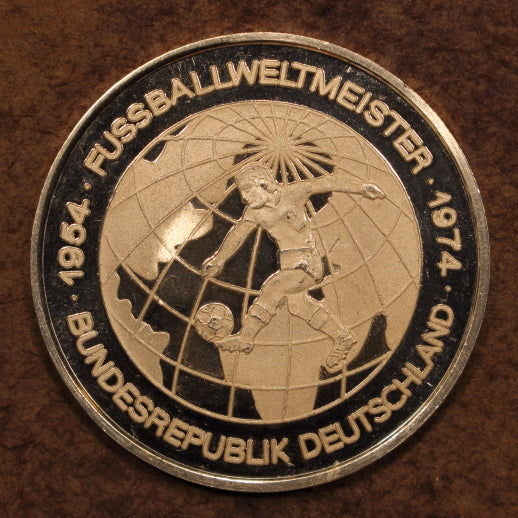 1954 · FUSSBALLWELTMEISTER · 1974 ·
BUNDESREPUBLIK DEUTSCHLAND